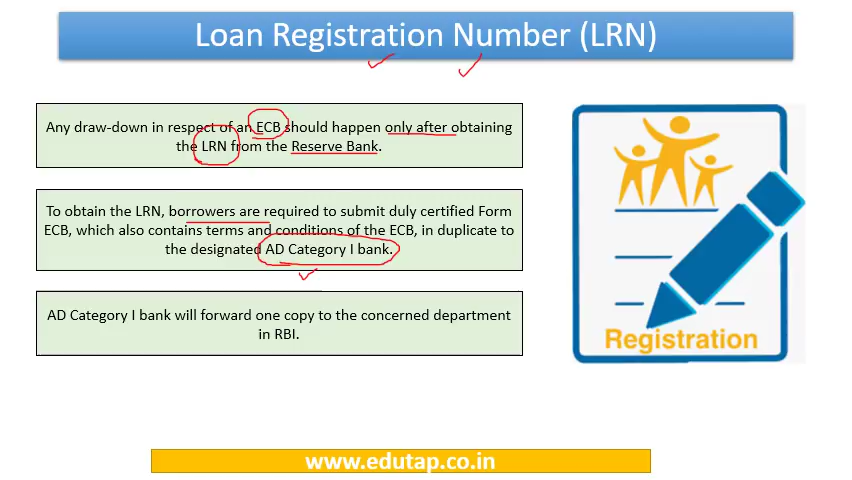 Loan Registration Number (LRN)
Any draw-down in respect of an ECB should happen only after obtaining
the LRN from the Reserve Bank.
To obtain the LRN, borrowers are required to submit duly certified Form
ECB, which also contains terms and conditions of the ECB, in duplicate to
the designated AD Category I bank.
AD Category I bank will forward one copy to the concerned department
in RBI.
Registration
www.edutap.co.in